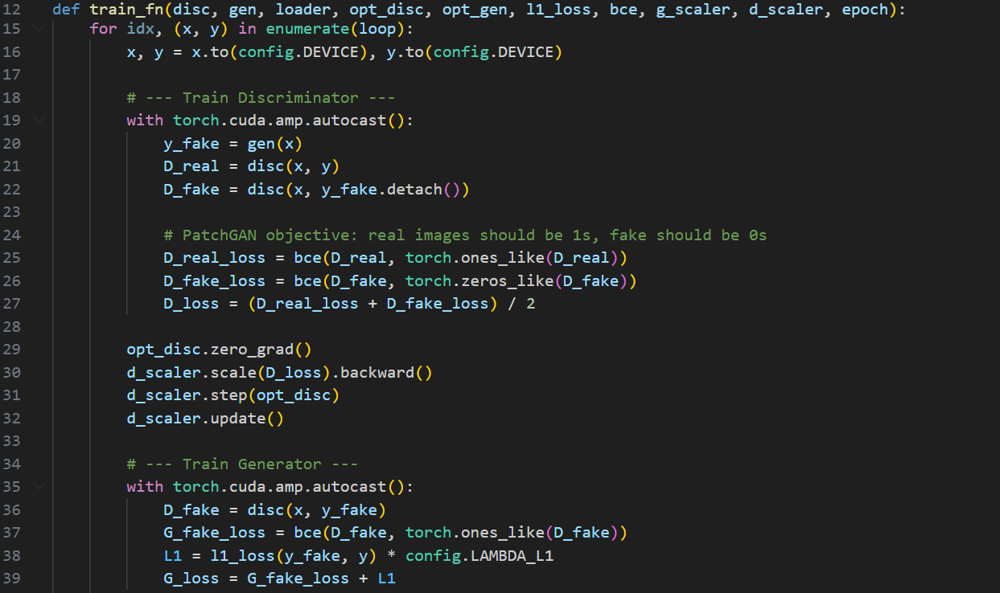 12 def train_fn(disc, gen, loader, opt_disc, opt_gen, l1_loss, bce, g_scaler, d_scaler, epoch):
15     for idx, (x, y) in enumerate(loop):
16         x, y = x.to(config.DEVICE), y.to(config.DEVICE)
17
18         # --- Train Discriminator ---
19         with torch.cuda.amp.autocast():
20             y_fake = gen(x)
21             D_real = disc(x, y)
22             D_fake = disc(x, y_fake.detach())
23
24             # PatchGAN objective: real images should be 1s, fake should be 0s
25             D_real_loss = bce(D_real, torch.ones_like(D_real))
26             D_fake_loss = bce(D_fake, torch.zeros_like(D_fake))
27             D_loss = (D_real_loss + D_fake_loss) / 2
28
29         opt_disc.zero_grad()
30         d_scaler.scale(D_loss).backward()
31         d_scaler.step(opt_disc)
32         d_scaler.update()
33
34         # --- Train Generator ---
35         with torch.cuda.amp.autocast():
36             D_fake = disc(x, y_fake)
37             G_fake_loss = bce(D_fake, torch.ones_like(D_fake))
38             L1 = l1_loss(y_fake, y) * config.LAMBDA_L1
39             G_loss = G_fake_loss + L1